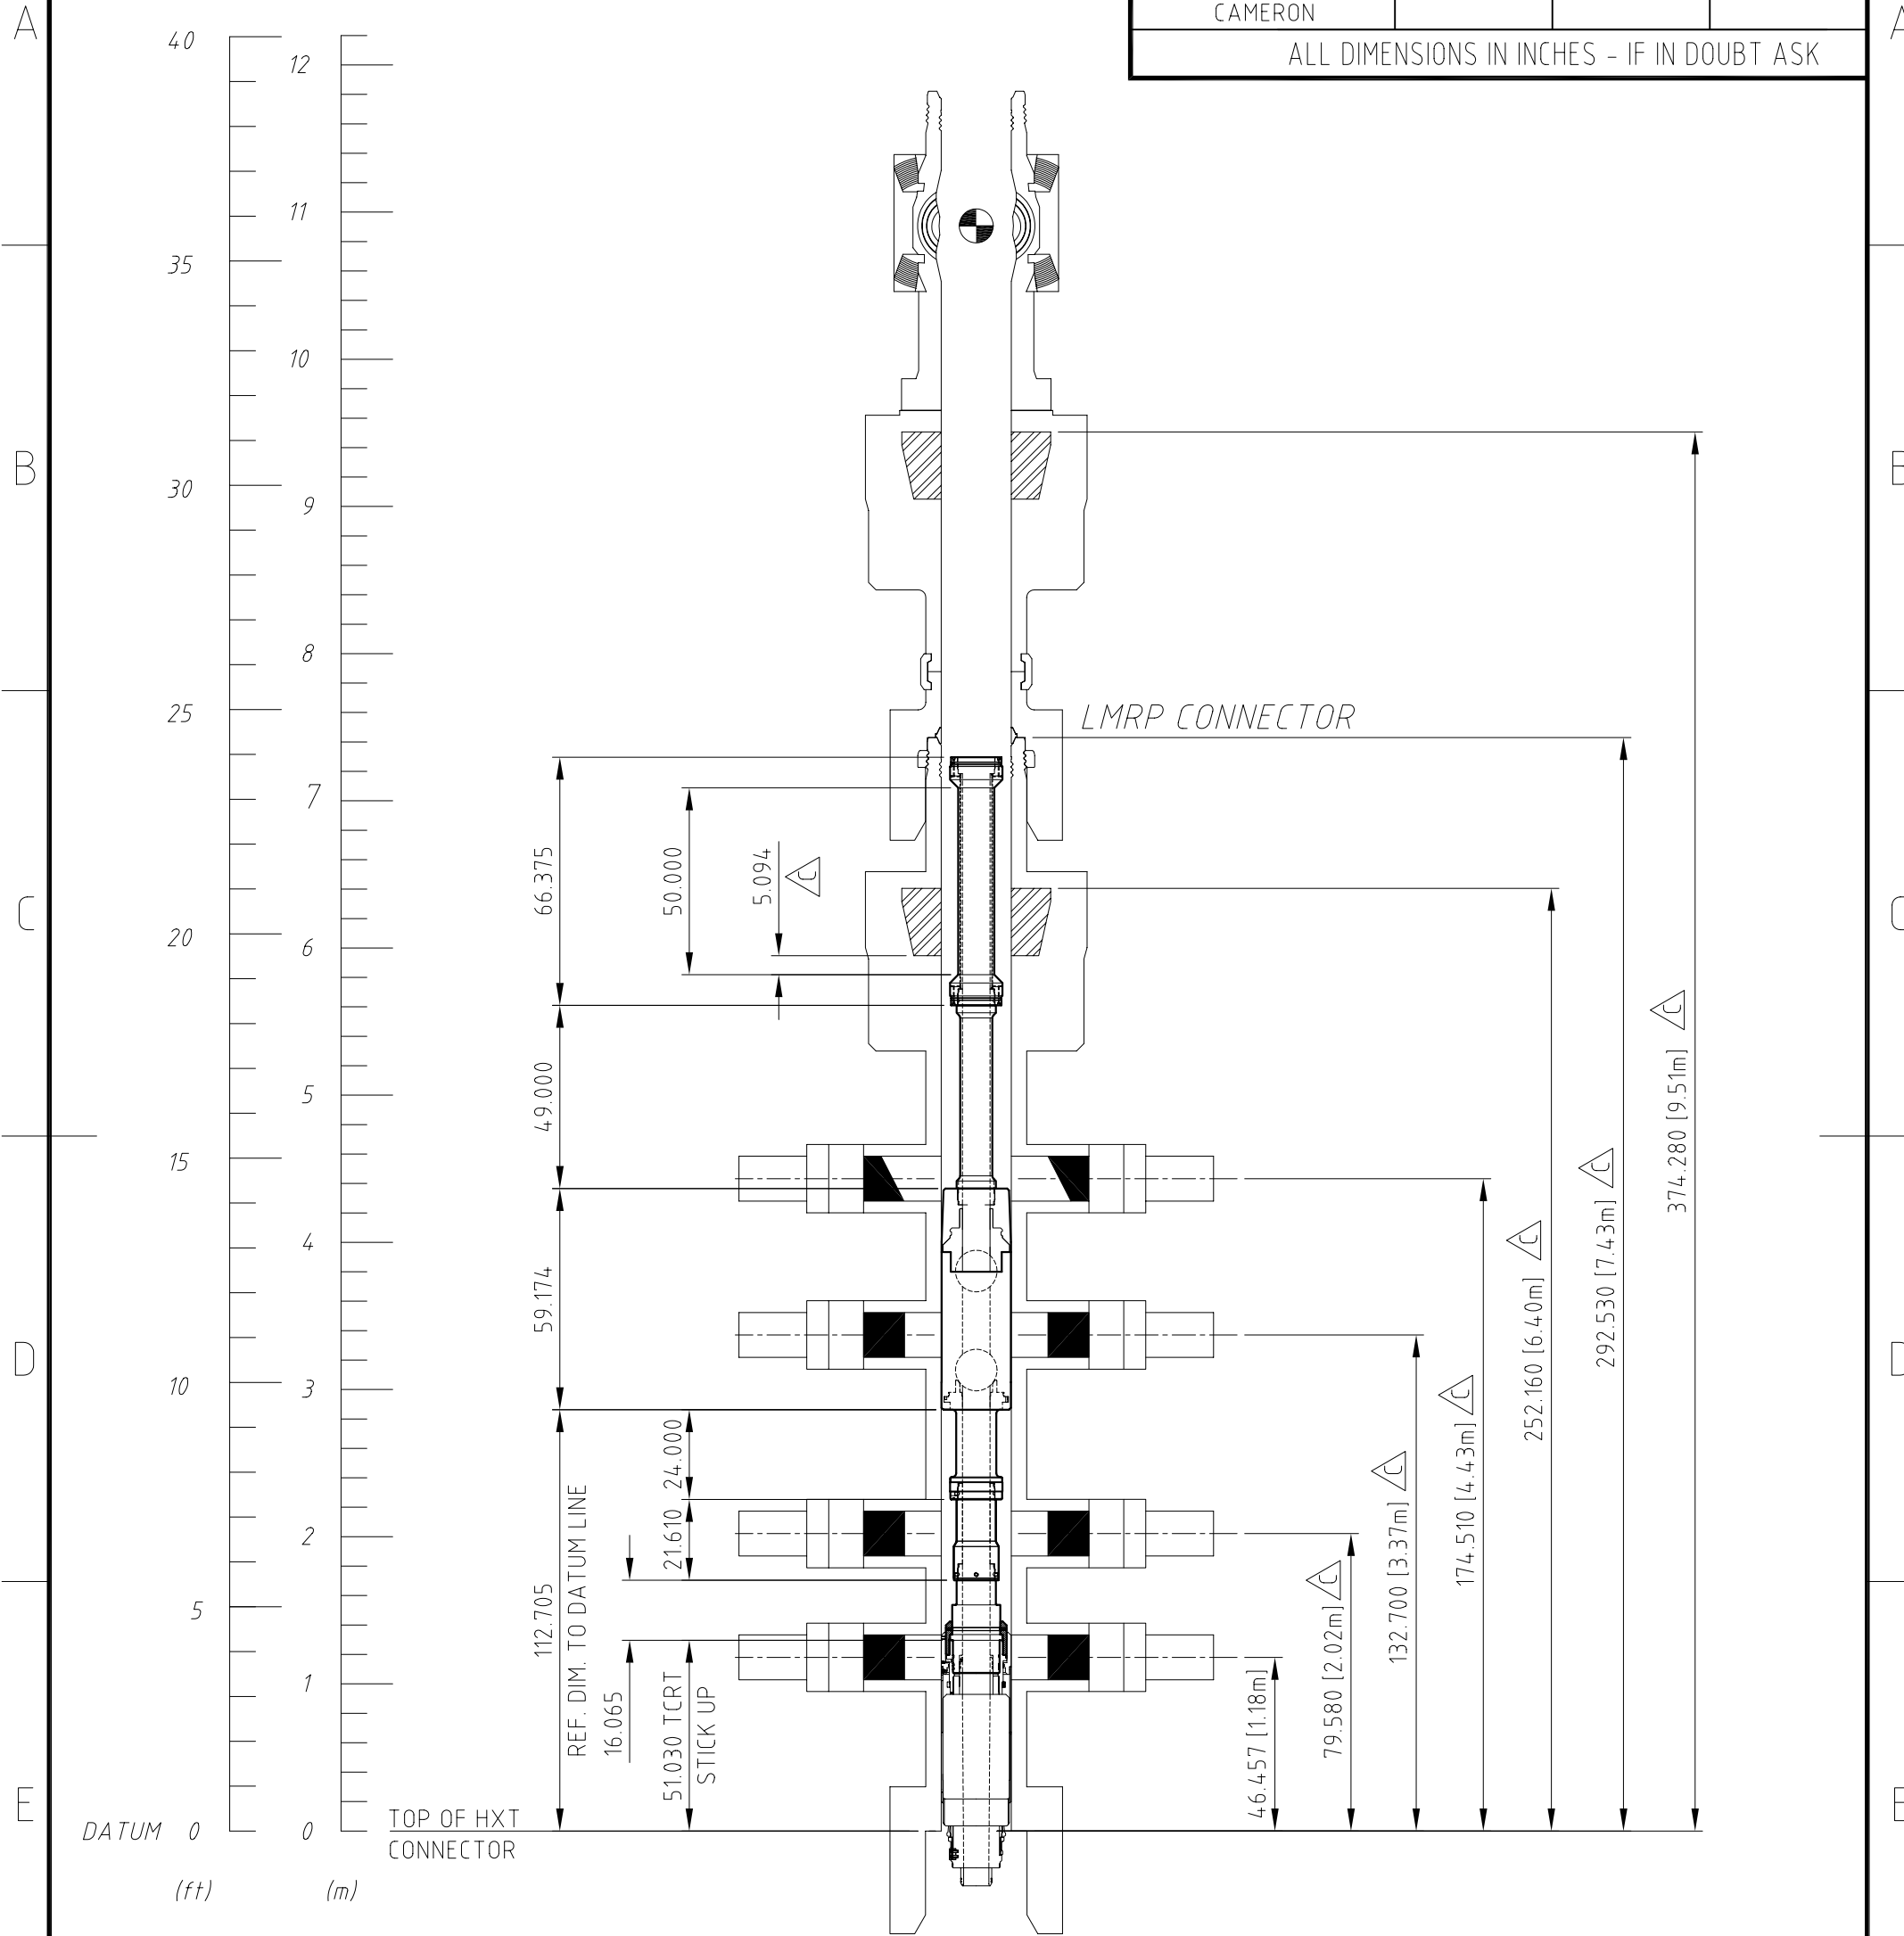 A
A
CAMERON
ALL DIMENSIONS IN INCHES - IF IN DOUBT ASK
40
12
11
35
10
B
B
30
9
8
25
LMRP CONNECTOR
7
66.375
50.000
5.094
C
C
C
20
6
374.280 [9.51m] C
49.000
5
15
292.530 [7.43m] C
4
252.160 [6.40m] C
59.174
D
D
10
3
174.510 [4.43m] C
24.000
132.700 [3.37m] C
21.610
2
79.580 [2.02m] C
112.705
REF. DIM. TO DATUM LINE
5
16.065
51.030 TCRT
STICK UP
46.457 [1.18m]
1
E
E
DATUM 0
0
TOP OF HXT
CONNECTOR
(ft)
(m)